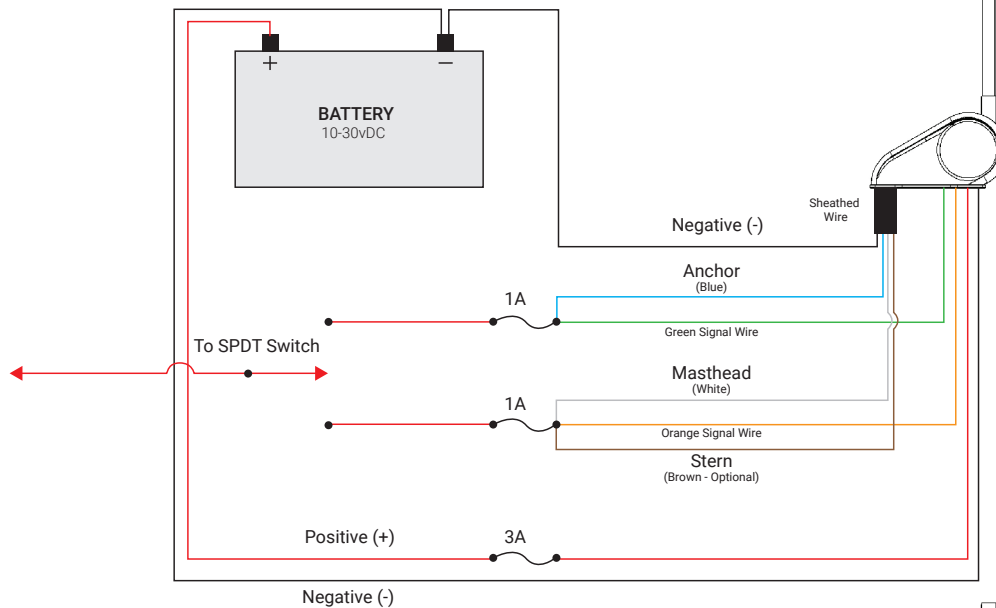 +
−
BATTERY
10-30vDC
Sheathed
Wire
Negative (-)
Anchor
(Blue)
1A
Green Signal Wire
To SPDT Switch
Masthead
(White)
1A
Orange Signal Wire
Stern
(Brown - Optional)
Positive (+)
3A
Negative (-)